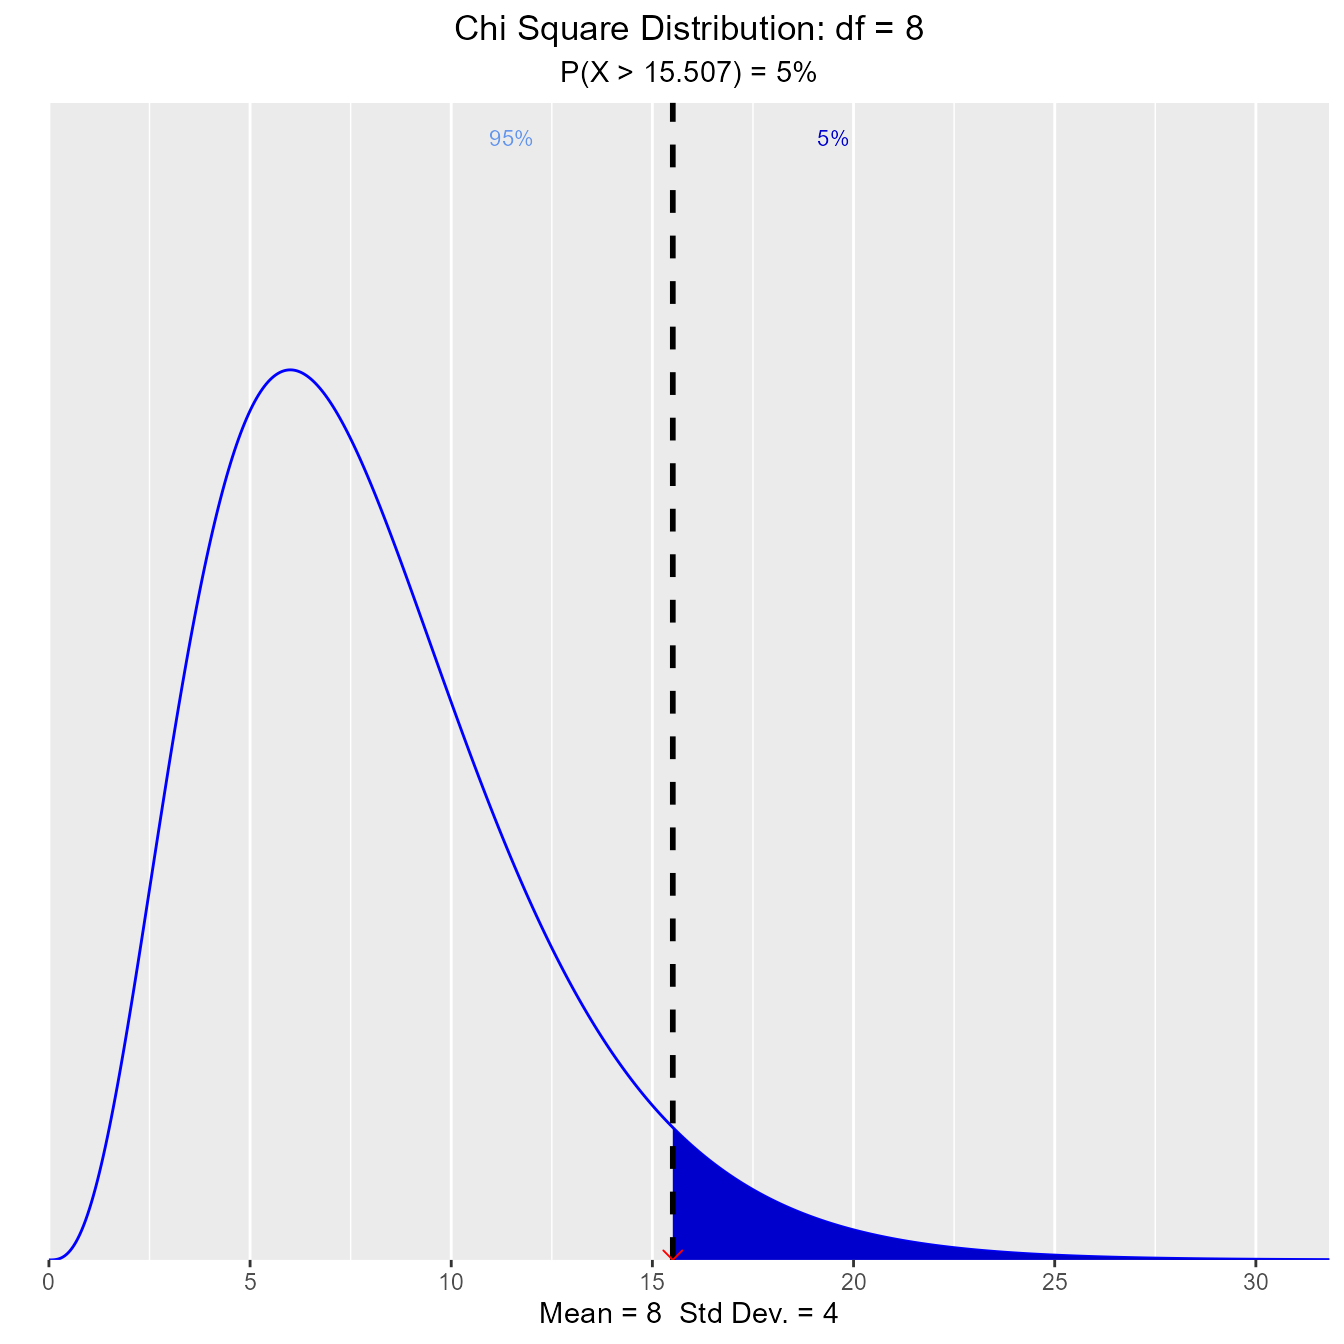 Chi Square Distribution: df = 8
P(X > 15.507) = 5%
95% 5%
0 5 10 15 20 25 30
Mean = 8 Std Dev. = 4